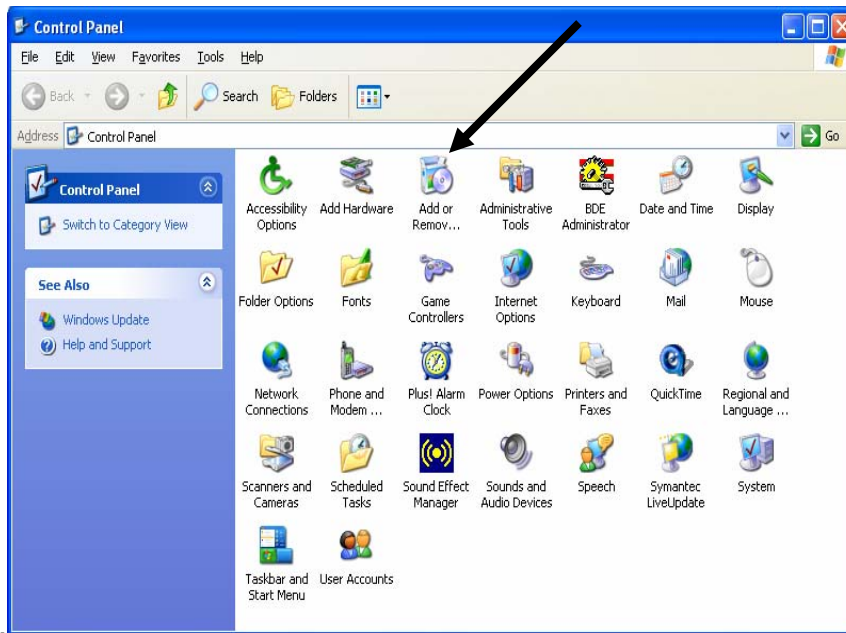 Control Panel
File Edit View Favorites Tools Help
Back Search Folders
Address Control Panel Go
Control Panel
Switch to Category View
See Also
Windows Update
Help and Support
Accessibility Options
Add Hardware
Add or Remov...
Administrative Tools
BDE Administrator
Date and Time
Display
Folder Options
Fonts
Game Controllers
Internet Options
Keyboard
Mail
Mouse
Network Connections
Phone and Modem ...
Plus! Alarm Clock
Power Options
Printers and Faxes
QuickTime
Regional and Language ...
Scanners and Cameras
Scheduled Tasks
Sound Effect Manager
Sounds and Audio Devices
Speech
Symantec LiveUpdate
System
Taskbar and Start Menu
User Accounts